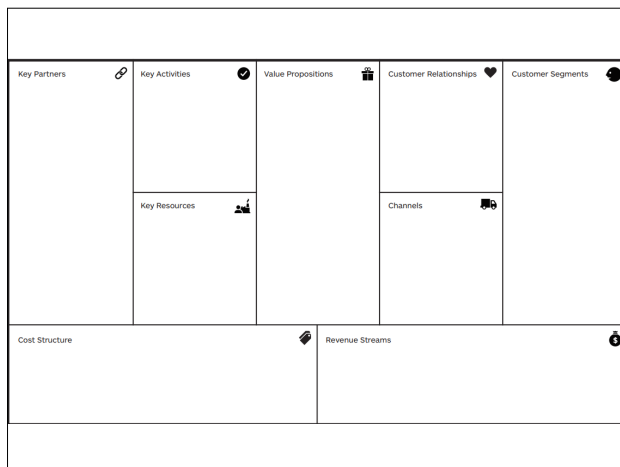 Key Partners
Key Activities
Value Propositions
Customer Relationships
Customer Segments
Key Resources
Channels
Cost Structure
Revenue Streams
$